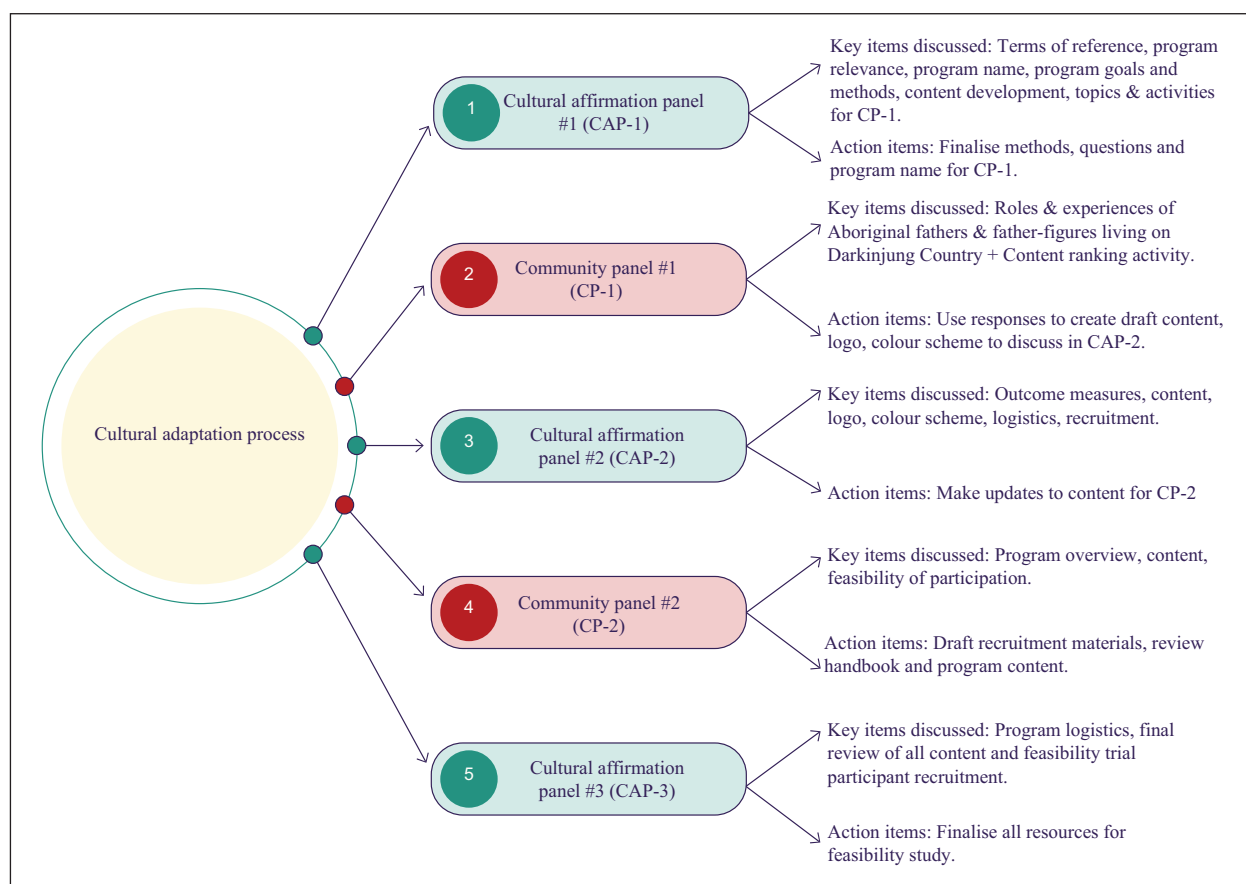 Cultural adaptation process
1
Cultural affirmation panel
#1 (CAP-1)
Key items discussed: Terms of reference, program
relevance, program name, program goals and
methods, content development, topics & activities
for CP-1.
Action items: Finalise methods, questions and
program name for CP-1.
2
Community panel #1
(CP-1)
Key items discussed: Roles & experiences of
Aboriginal fathers & father-figures living on
Darkinjung Country + Content ranking activity.
Action items: Use responses to create draft content,
logo, colour scheme to discuss in CAP-2.
3
Cultural affirmation
panel #2 (CAP-2)
Key items discussed: Outcome measures, content,
logo, colour scheme, logistics, recruitment.
Action items: Make updates to content for CP-2
4
Community panel #2
(CP-2)
Key items discussed: Program overview, content,
feasibility of participation.
Action items: Draft recruitment materials, review
handbook and program content.
5
Cultural affirmation
panel #3 (CAP-3)
Key items discussed: Program logistics, final
review of all content and feasibility trial
participant recruitment.
Action items: Finalise all resources for
feasibility study.